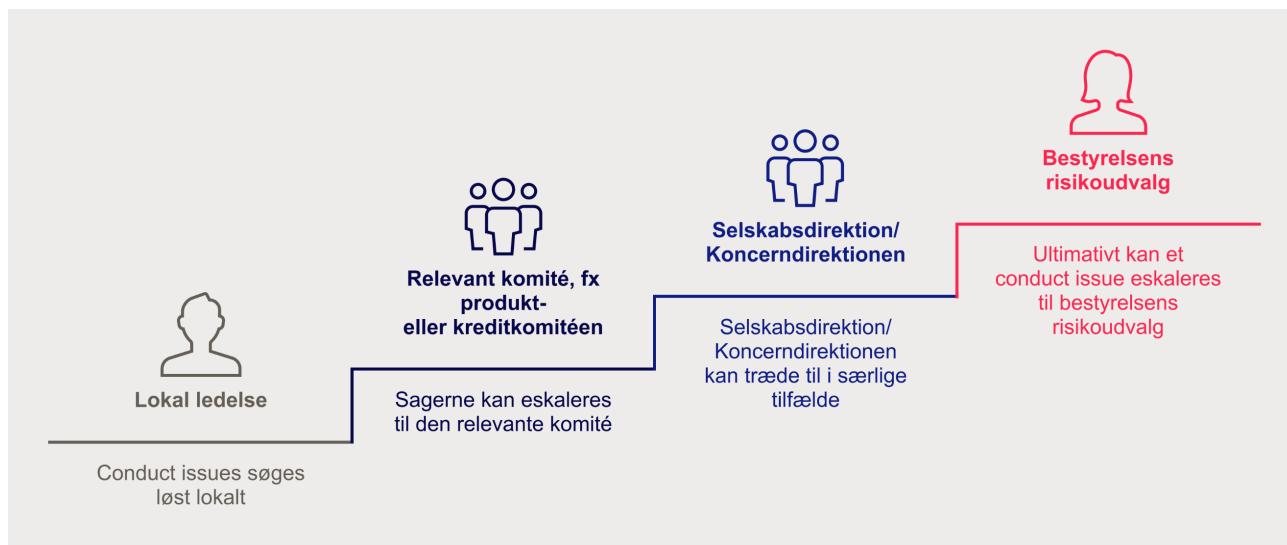 Lokal ledelse
Conduct issues søges
løst lokalt
Relevant komité, fx
produkt-
eller kreditkomitéen
Sagerne kan eskaleres
til den relevante komité
Selskabsdirektion/
Koncerndirektionen
Selskabsdirektion/
Koncerndirektionen
kan træde til i særlige
tilfælde
Bestyrelsens
risikoudvalg
Ultimativt kan et
conduct issue eskaleres
til bestyrelsens
risikoudvalg